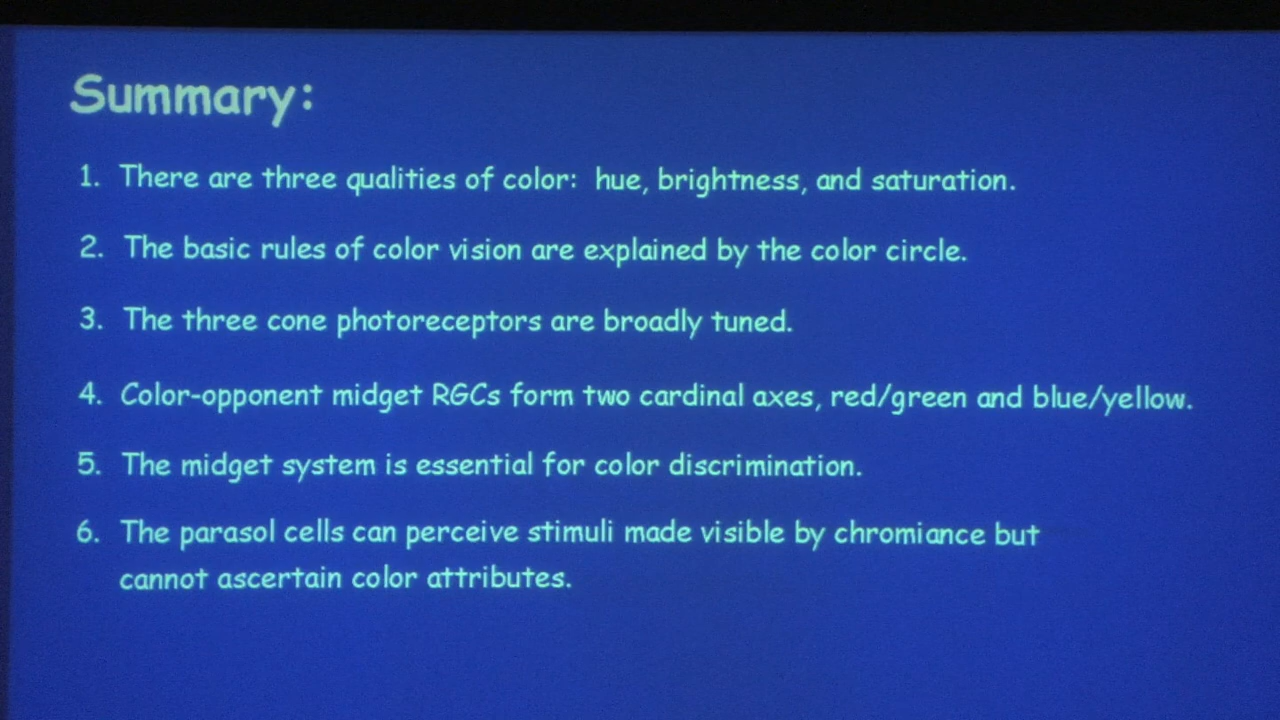 Summary:
1. There are three qualities of color: hue, brightness, and saturation.
2. The basic rules of color vision are explained by the color circle.
3. The three cone photoreceptors are broadly tuned.
4. Color-opponent midget RGCs form two cardinal axes, red/green and blue/yellow.
5. The midget system is essential for color discrimination.
6. The parasol cells can perceive stimuli made visible by chromiance but
cannot ascertain color attributes.